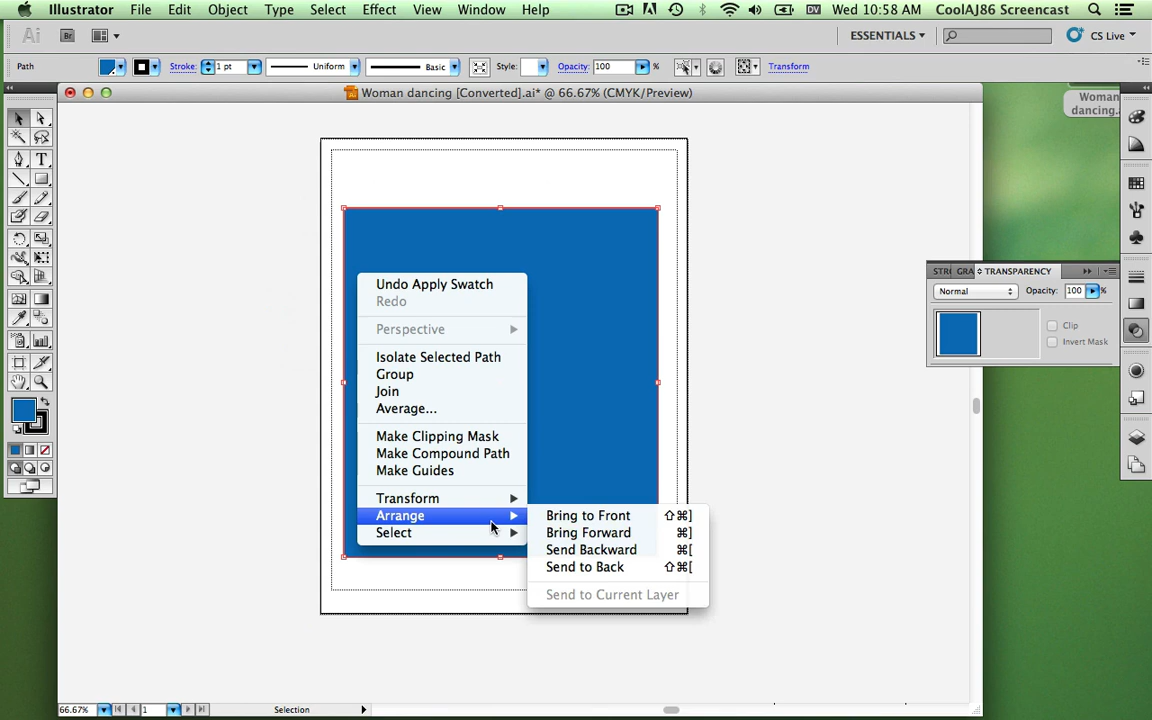 Illustrator File Edit Object Type Select Effect View Window Help Wed 10:58 AM CoolAJ86 Screencast
Ai Br ESSENTIALS CS Live
Path Stroke: 1 pt Uniform Basic Style: Opacity: 100 % Transform
Woman dancing [Converted].ai* @ 66.67% (CMYK/Preview)
Woman
dancing..
Undo Apply Swatch
Redo
Perspective
Isolate Selected Path
Group
Join
Average...
Make Clipping Mask
Make Compound Path
Make Guides
Transform
Arrange
Select
Bring to Front ⇧⌘]
Bring Forward ⌘]
Send Backward ⌘[
Send to Back ⇧⌘[
Send to Current Layer
STRI GRA TRANSPARENCY
Normal Opacity: 100 %
Clip
Invert Mask
66.67% 1 Selection